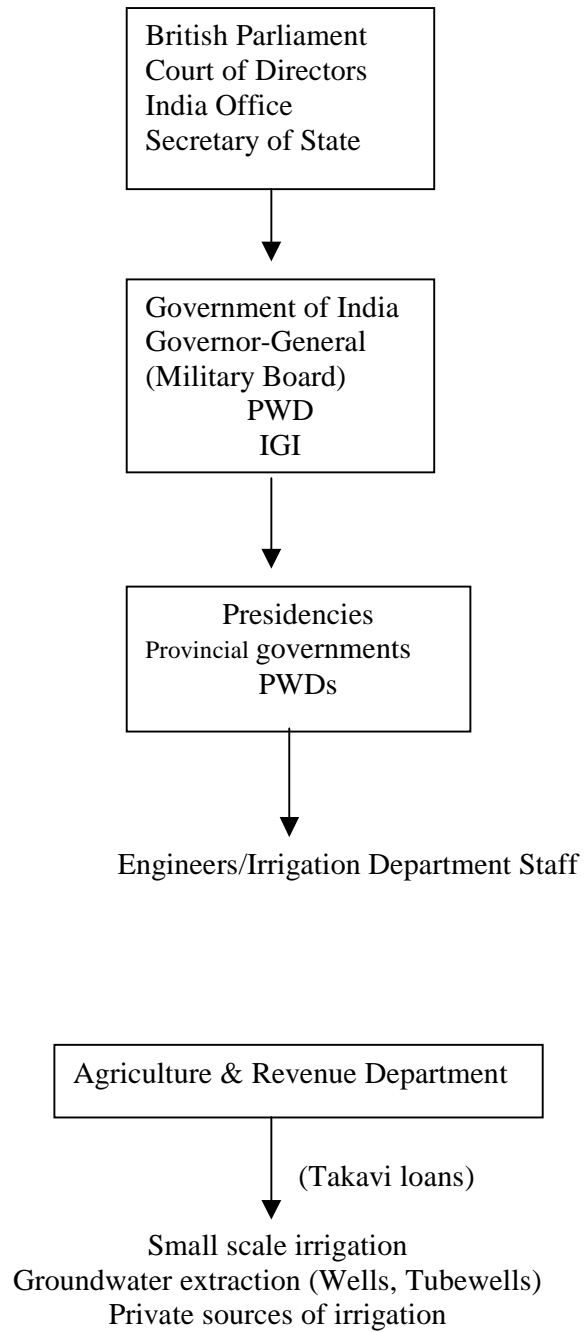 British Parliament
Court of Directors
India Office
Secretary of State
Government of India
Governor-General
(Military Board)
PWD
IGI
Presidencies
Provincial governments
PWDs
Engineers/Irrigation Department Staff
Agriculture & Revenue Department
(Takavi loans)
Small scale irrigation
Groundwater extraction (Wells, Tubewells)
Private sources of irrigation